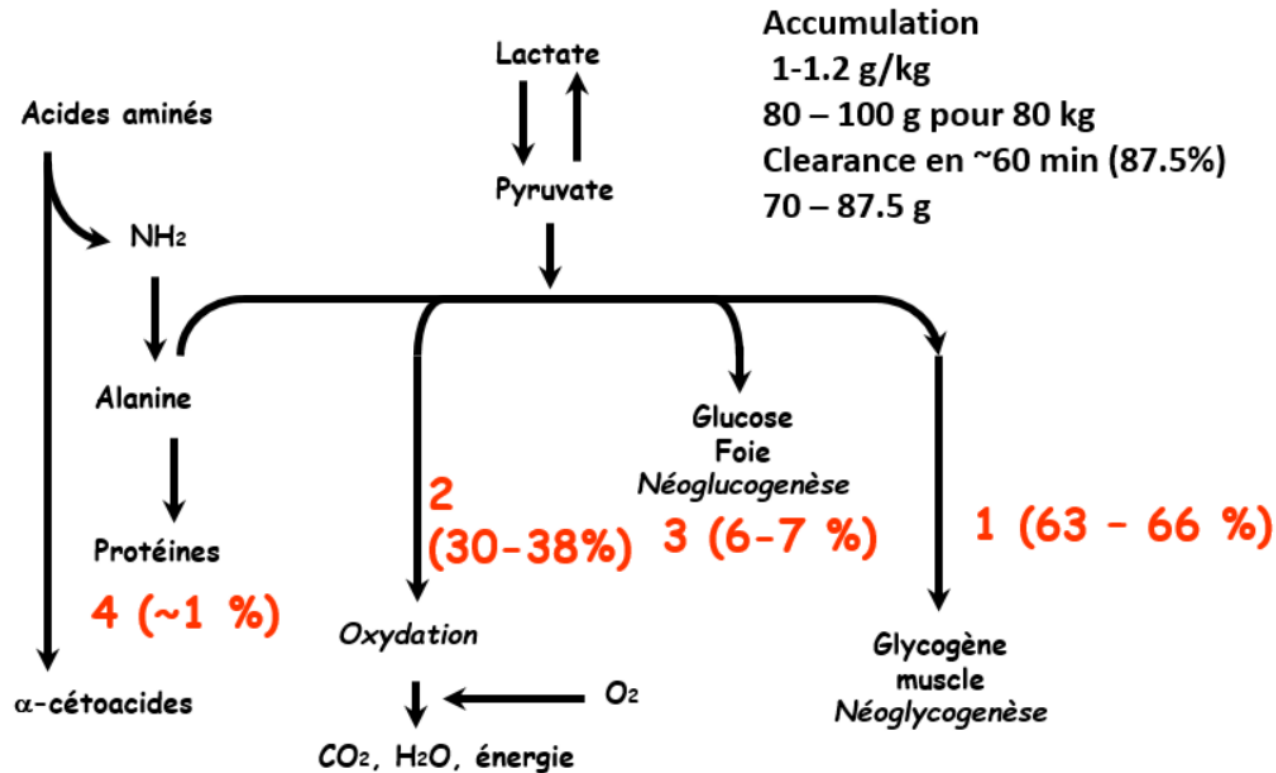 Accumulation
1-1.2 g/kg
80 – 100 g pour 80 kg
Clearance en ~60 min (87.5%)
70 – 87.5 g
Lactate
Pyruvate
Acides aminés
NH₂
Alanine
Protéines
4 (~1 %)
α-cétoacides
2
(30-38%)
Oxydation
O₂
CO₂, H₂O, énergie
Glucose
Foie
Néoglucogenèse
3 (6-7 %)
1 (63 - 66 %)
Glycogène
muscle
Néoglycogenèse